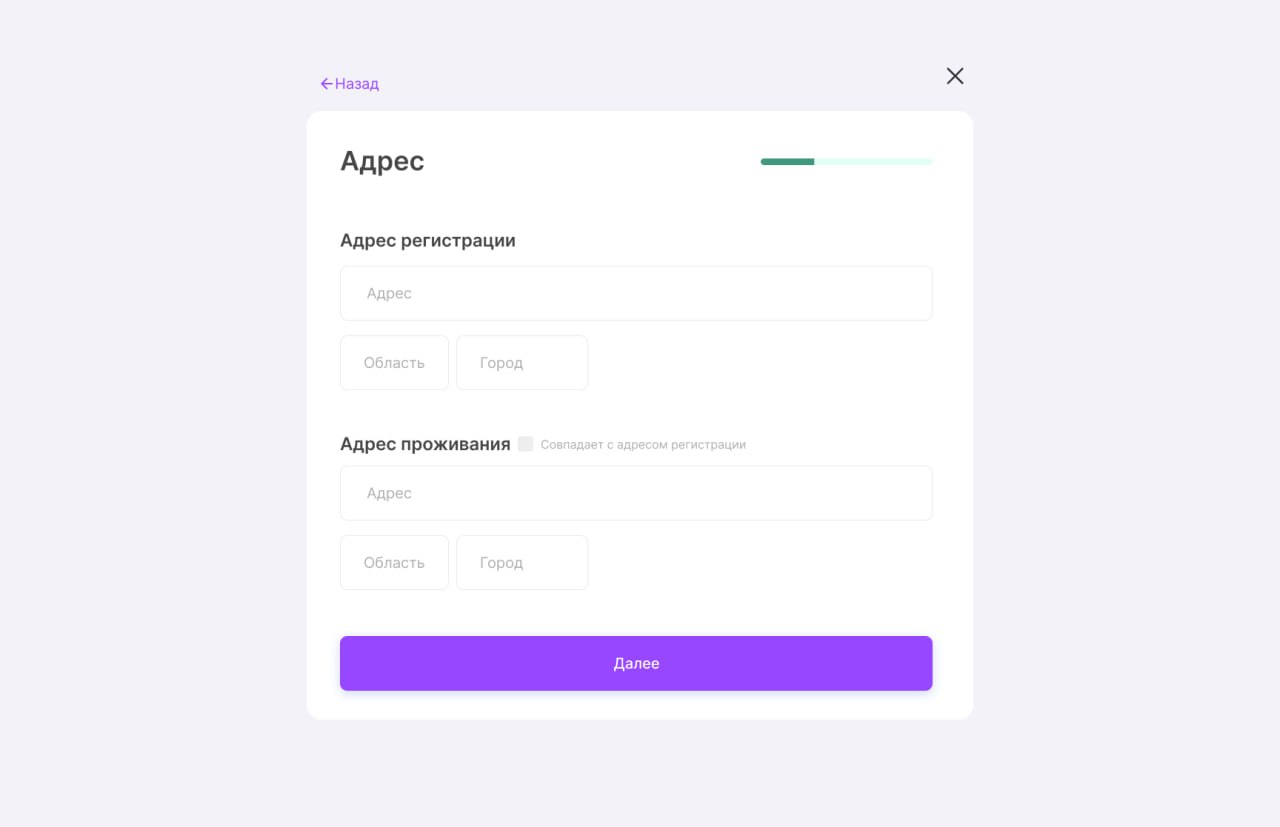 Назад
Адрес
Адрес регистрации
Адрес
Область Город
Адрес проживания Совпадает с адресом регистрации
Адрес
Область Город
Далее